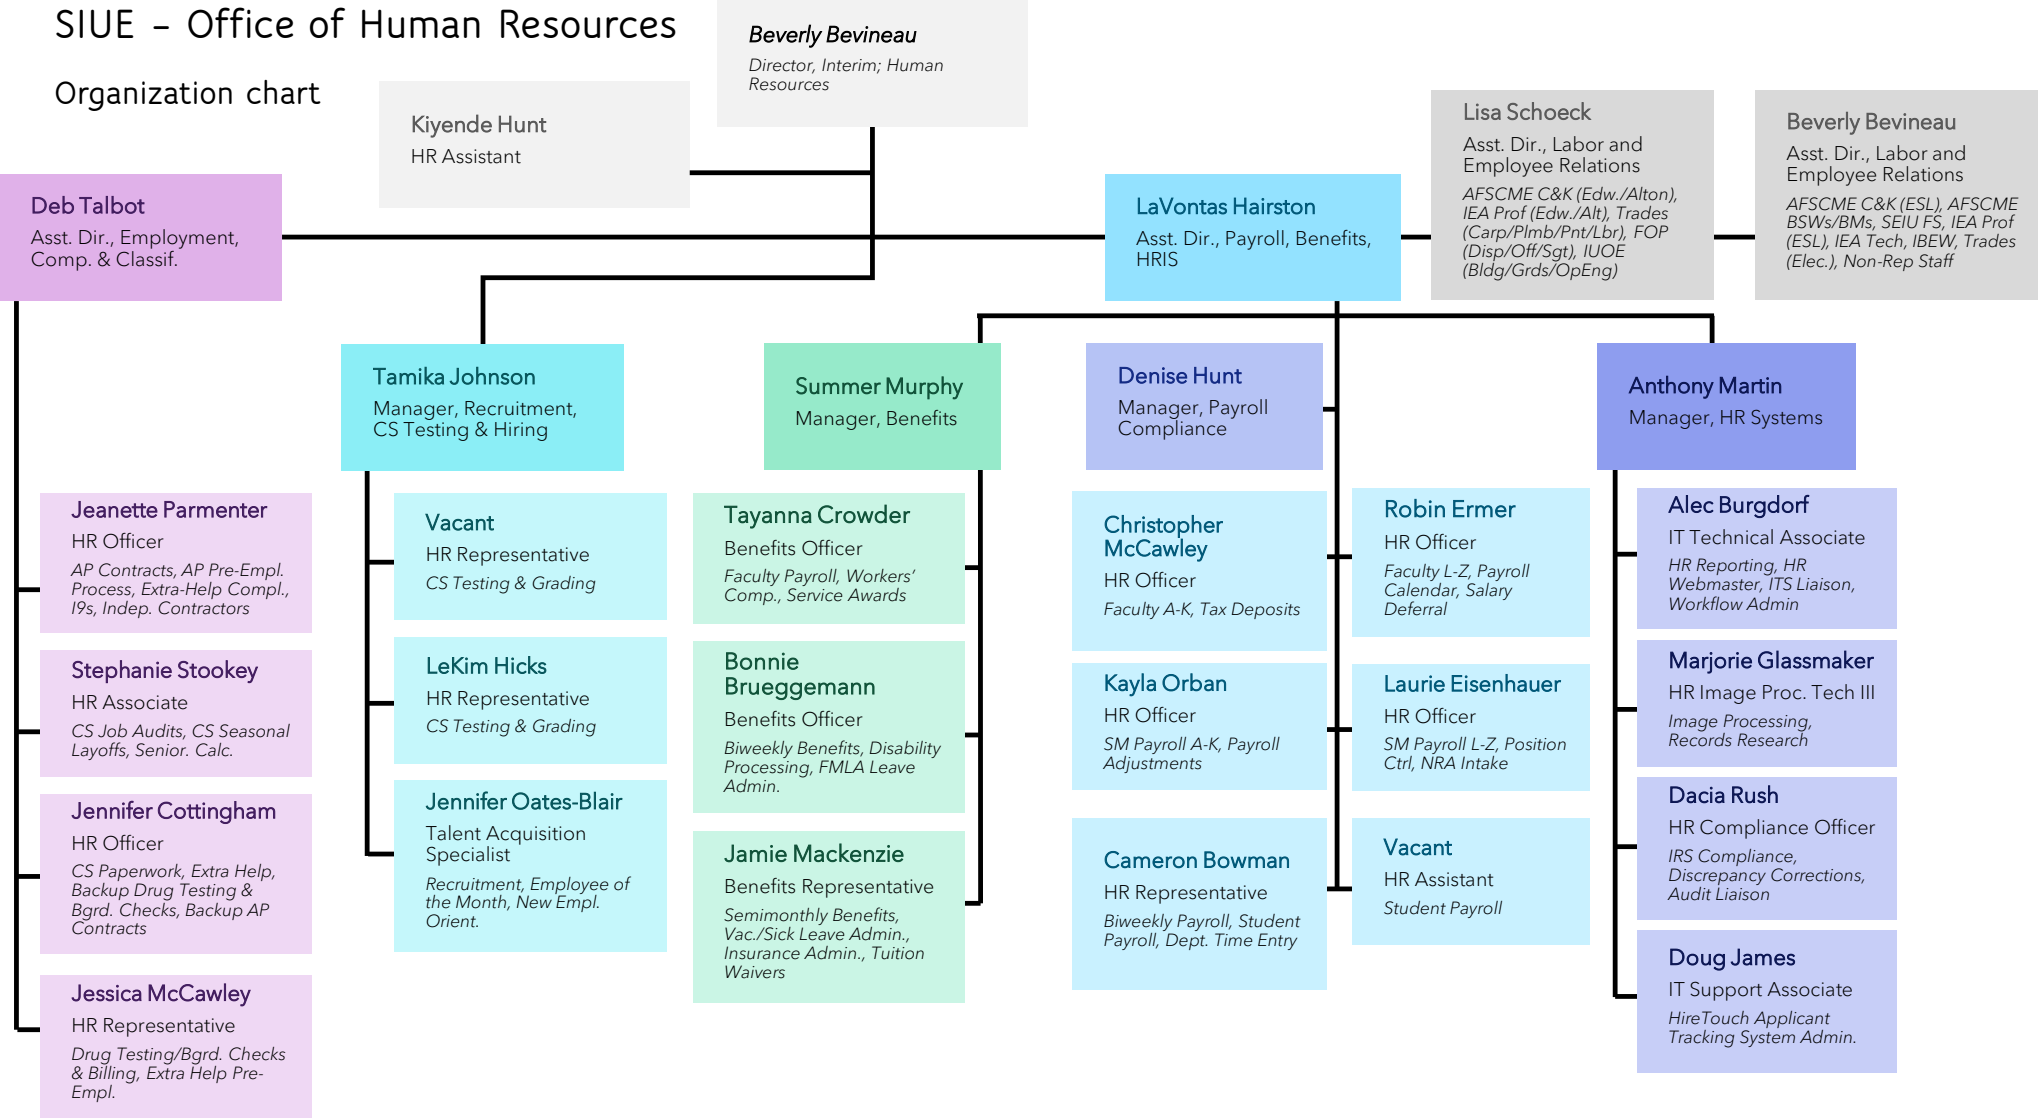 SIUE – Office of Human Resources
Organization chart
Beverly Bevineau
Director, Interim; Human
Resources
Kiyende Hunt
HR Assistant
Deb Talbot
Asst. Dir., Employment,
Comp. & Classif.
LaVontas Hairston
Asst. Dir., Payroll, Benefits,
HRIS
Lisa Schoeck
Asst. Dir., Labor and
Employee Relations
AFSCME C&K (Edw./Alton),
IEA Prof (Edw./Alt), Trades
(Carp/Plmb/Pnt/Lbr), FOP
(Disp/Off/Sgt), IUOE
(Bldg/Grds/OpEng)
Beverly Bevineau
Asst. Dir., Labor and
Employee Relations
AFSCME C&K (ESL), AFSCME
BSWs/BMs, SEIU FS, IEA Prof
(ESL), IEA Tech, IBEW, Trades
(Elec.), Non-Rep Staff
Tamika Johnson
Manager, Recruitment,
CS Testing & Hiring
Summer Murphy
Manager, Benefits
Denise Hunt
Manager, Payroll
Compliance
Anthony Martin
Manager, HR Systems
Jeanette Parmenter
HR Officer
AP Contracts, AP Pre-Empl.
Process, Extra-Help Compl.,
I9s, Indep. Contractors
Stephanie Stookey
HR Associate
CS Job Audits, CS Seasonal
Layoffs, Senior. Calc.
Jennifer Cottingham
HR Officer
CS Paperwork, Extra Help,
Backup Drug Testing &
Bgrd. Checks, Backup AP
Contracts
Jessica McCawley
HR Representative
Drug Testing/Bgrd. Checks
& Billing, Extra Help Pre-
Empl.
Vacant
HR Representative
CS Testing & Grading
LeKim Hicks
HR Representative
CS Testing & Grading
Jennifer Oates-Blair
Talent Acquisition
Specialist
Recruitment, Employee of
the Month, New Empl.
Orient.
Tayanna Crowder
Benefits Officer
Faculty Payroll, Workers’
Comp., Service Awards
Bonnie
Brueggemann
Benefits Officer
Biweekly Benefits, Disability
Processing, FMLA Leave
Admin.
Jamie Mackenzie
Benefits Representative
Semimonthly Benefits,
Vac./Sick Leave Admin.,
Insurance Admin., Tuition
Waivers
Christopher
McCawley
HR Officer
Faculty A-K, Tax Deposits
Kayla Orban
HR Officer
SM Payroll A-K, Payroll
Adjustments
Cameron Bowman
HR Representative
Biweekly Payroll, Student
Payroll, Dept. Time Entry
Robin Ermer
HR Officer
Faculty L-Z, Payroll
Calendar, Salary
Deferral
Laurie Eisenhauer
HR Officer
SM Payroll L-Z, Position
Ctrl, NRA Intake
Vacant
HR Assistant
Student Payroll
Alec Burgdorf
IT Technical Associate
HR Reporting, HR
Webmaster, ITS Liaison,
Workflow Admin
Marjorie Glassmaker
HR Image Proc. Tech III
Image Processing,
Records Research
Dacia Rush
HR Compliance Officer
IRS Compliance,
Discrepancy Corrections,
Audit Liaison
Doug James
IT Support Associate
HireTouch Applicant
Tracking System Admin.